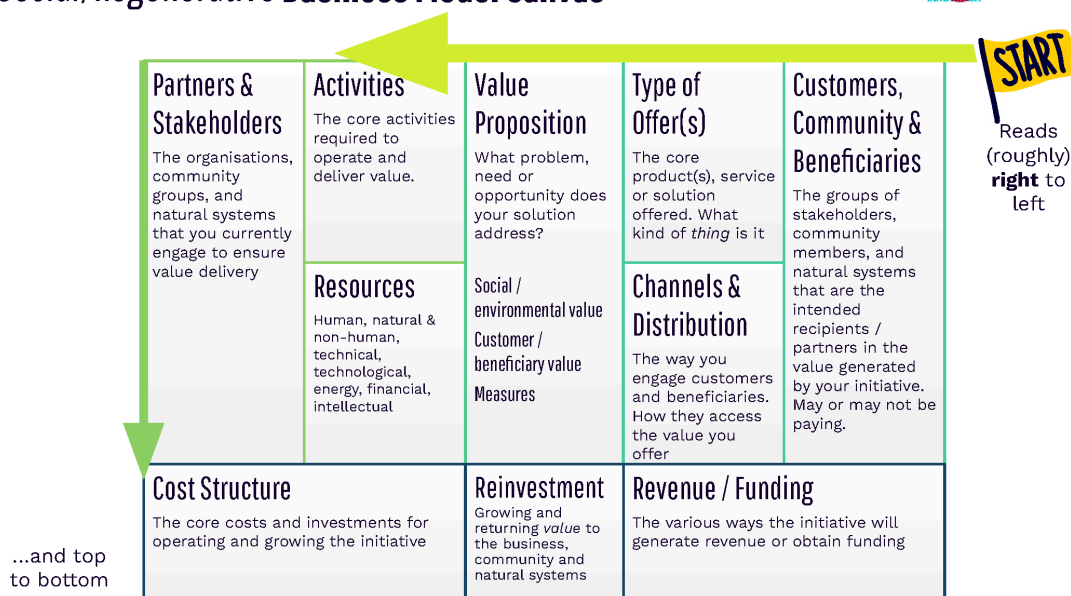 Social/Regenerative Business Model Canvas
START
Reads
(roughly)
right to
left
Partners &
Stakeholders
The organisations,
community
groups, and
natural systems
that you currently
engage to ensure
value delivery
Activities
The core activities
required to
operate and
deliver value.
Resources
Human, natural &
non-human,
technical,
technological,
energy, financial,
intellectual
Value
Proposition
What problem,
need or
opportunity does
your solution
address?
Social /
environmental value
Customer /
beneficiary value
Measures
Type of
Offer(s)
The core
product(s), service
or solution
offered. What
kind of thing is it
Channels &
Distribution
The way you
engage customers
and beneficiaries.
How they access
the value you
offer
Customers,
Community &
Beneficiaries
The groups of
stakeholders,
community
members, and
natural systems
that are the
intended
recipients /
partners in the
value generated
by your initiative.
May or may not be
paying.
Cost Structure
The core costs and investments for
operating and growing the initiative
Reinvestment
Growing and
returning value to
the business,
community and
natural systems
Revenue / Funding
The various ways the initiative will
generate revenue or obtain funding
...and top
to bottom